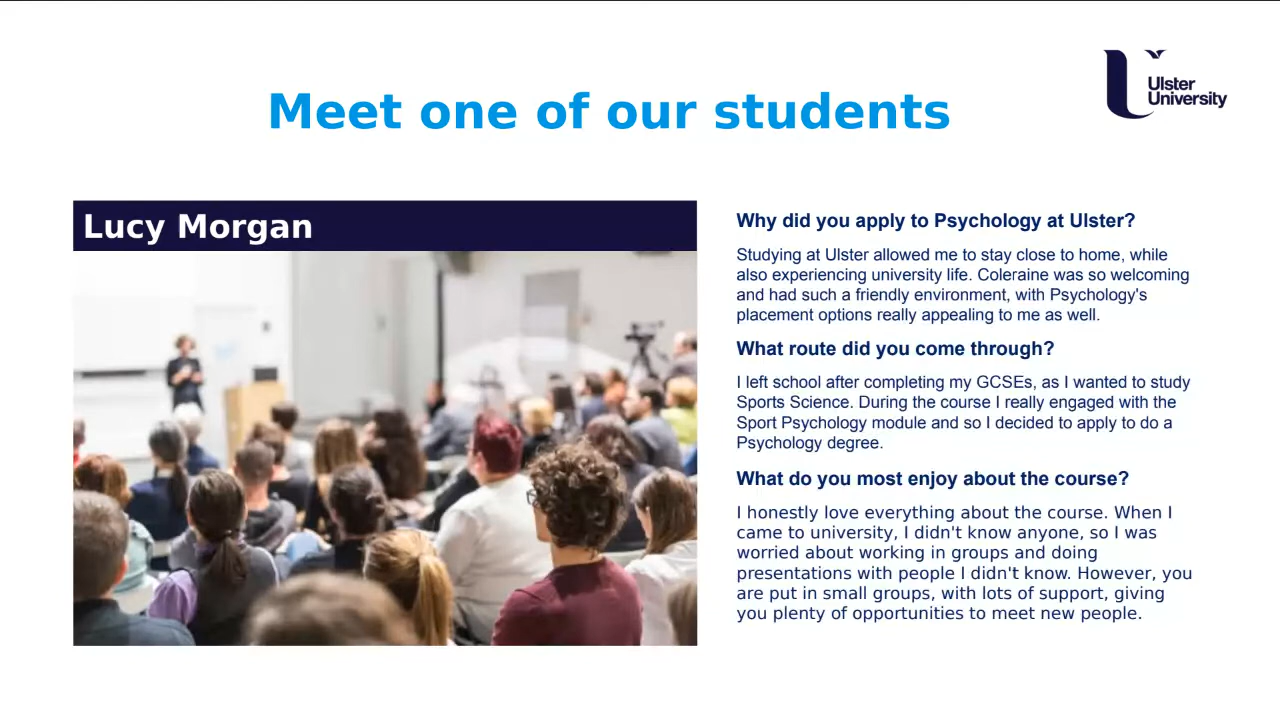 Meet one of our students
Ulster
University
Lucy Morgan
Why did you apply to Psychology at Ulster?
Studying at Ulster allowed me to stay close to home, while
also experiencing university life. Coleraine was so welcoming
and had such a friendly environment, with Psychology's
placement options really appealing to me as well.
What route did you come through?
I left school after completing my GCSEs, as I wanted to study
Sports Science. During the course I really engaged with the
Sport Psychology module and so I decided to apply to do a
Psychology degree.
What do you most enjoy about the course?
I honestly love everything about the course. When I
came to university, I didn't know anyone, so I was
worried about working in groups and doing
presentations with people I didn't know. However, you
are put in small groups, with lots of support, giving
you plenty of opportunities to meet new people.